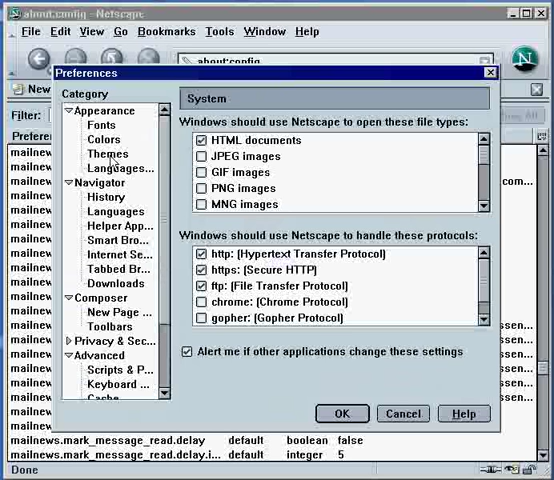 about:config - Netscape
File Edit View Go Bookmarks Tools Window Help
about:config
Preferences
New
Filter:
Category
Appearance
Fonts
Colors
Themes
Languages...
Navigator
History
Languages
Helper App...
Smart Bro...
Internet Se...
Tabbed Br...
Downloads
Composer
New Page ...
Toolbars
Privacy & Sec...
Advanced
Scripts & P...
Keyboard ...
Cache
System
Windows should use Netscape to open these file types:
HTML documents
JPEG images
GIF images
PNG images
MNG images
Windows should use Netscape to handle these protocols:
http: (Hypertext Transfer Protocol)
https: (Secure HTTP)
ftp: (File Transfer Protocol)
chrome: (Chrome Protocol)
gopher: (Gopher Protocol)
Alert me if other applications change these settings
OK Cancel Help
mailnews.mark_message_read.delay default boolean false
mailnews.mark_message_read.delay.i... default integer 5
Done